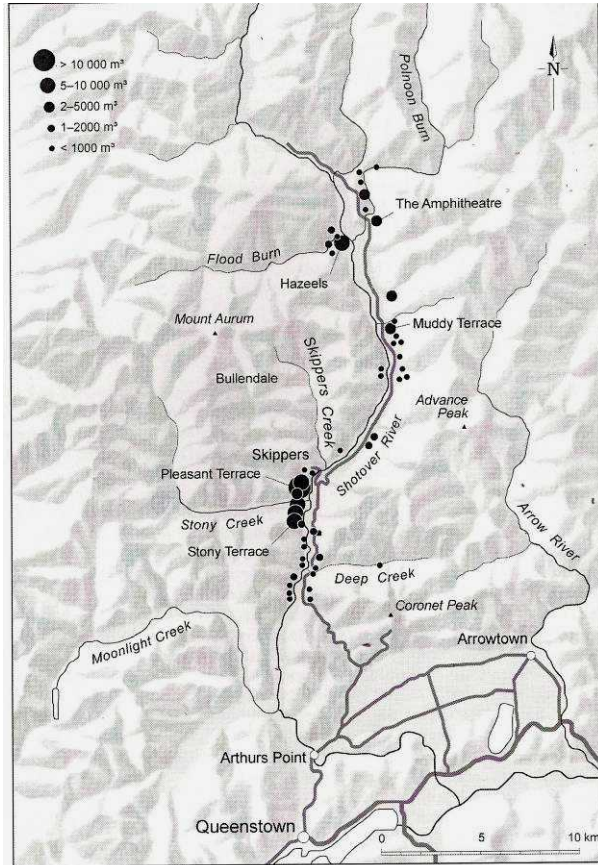 > 10 000 m³
5–10 000 m³
2–5000 m³
1–2000 m³
< 1000 m³
N
Polnoon Burn
The Amphitheatre
Flood Burn
Hazeels
Mount Aurum
Muddy Terrace
Skippers Creek
Bullendale
Advance
Peak
Skippers
Shotover River
Pleasant Terrace
Stony Creek
Arrow River
Stony Terrace
Deep Creek
Coronet Peak
Moonlight Creek
Arrowtown
Arthurs Point
Queenstown
0 5 10 km